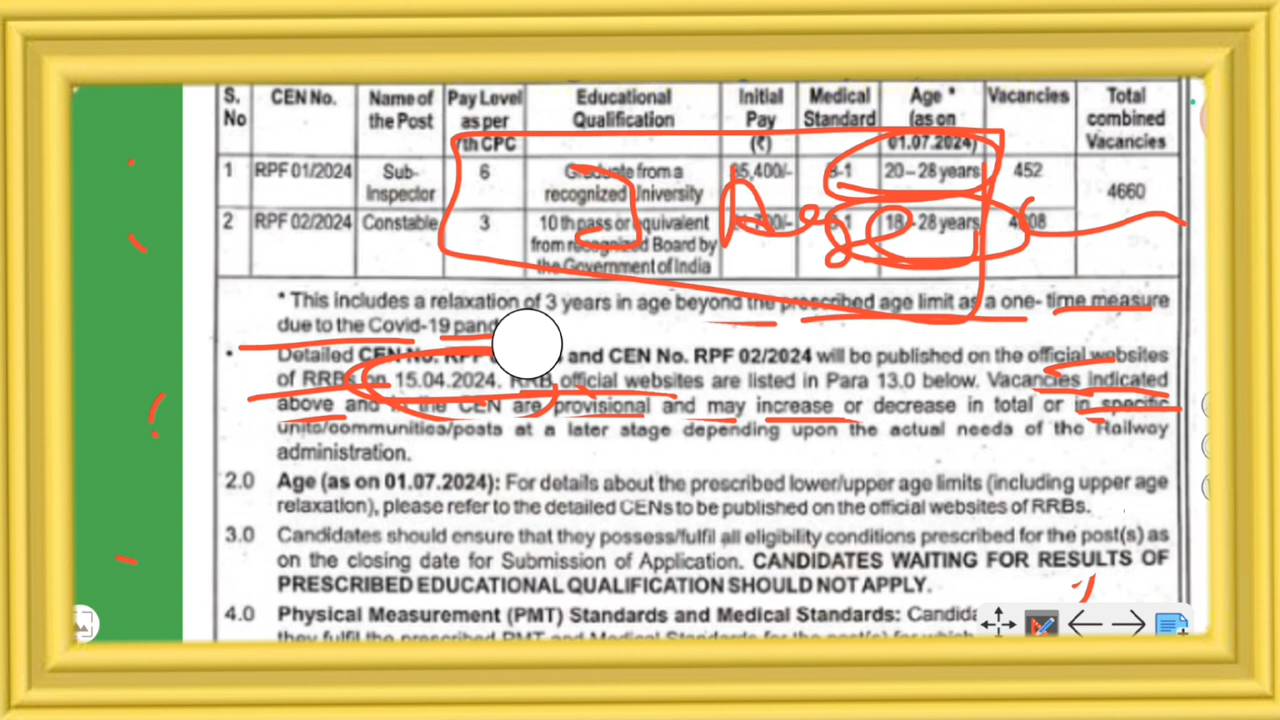 S. No CEN No. Name of the Post Pay Level as per 7th CPC Educational Qualification Initial Pay (₹) Medical Standard Age * (as on 01.07.2024) Vacancies Total combined Vacancies
1 RPF 01/2024 Sub-Inspector 6 Graduate from a recognized University 20 – 28 years 452 4660
2 RPF 02/2024 Constable 3 10 th pass or equivalent from recognized Board by the Government of India 18 - 28 years
* This includes a relaxation of 3 years in age beyond the prescribed age limit as a one- time measure
due to the Covid-19
• Detailed CEN No. RPF and CEN No. RPF 02/2024 will be published on the official websites
of RRBs on 15.04.2024. RRB official websites are listed in Para 13.0 below. Vacancies indicated
above and in the CEN are provisional and may increase or decrease in total or in specific
units/communities/posts at a later stage depending upon the actual needs of the Railway
administration.
2.0 Age (as on 01.07.2024): For details about the prescribed lower/upper age limits (including upper age
relaxation), please refer to the detailed CENs to be published on the official websites of RRBs.
3.0 Candidates should ensure that they possess/fulfil all eligibility conditions prescribed for the post(s) as
on the closing date for Submission of Application. CANDIDATES WAITING FOR RESULTS OF
PRESCRIBED EDUCATIONAL QUALIFICATION SHOULD NOT APPLY.
4.0 Physical Measurement (PMT) Standards and Medical Standards: